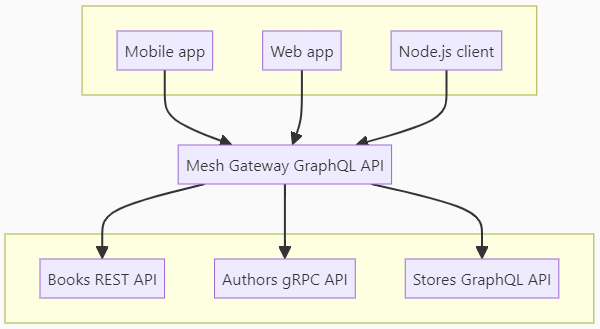 Mobile app
Web app
Node.js client
Mesh Gateway GraphQL API
Books REST API
Authors gRPC API
Stores GraphQL API